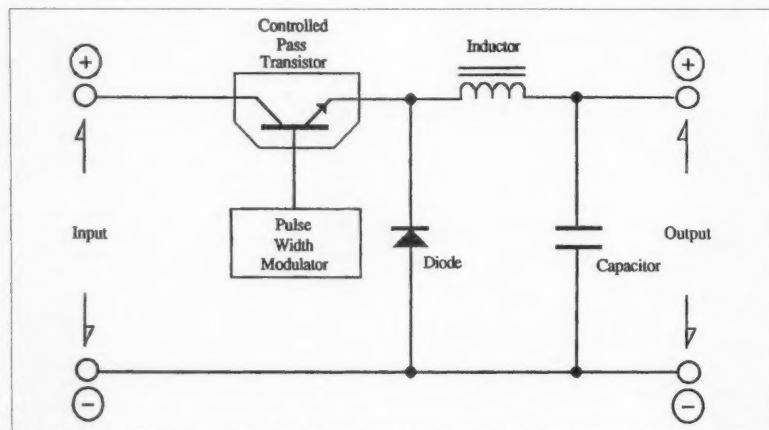 Controlled
Pass
Transistor
Inductor
+
+
Pulse
Width
Modulator
Input
Diode
Capacitor
Output
−
−